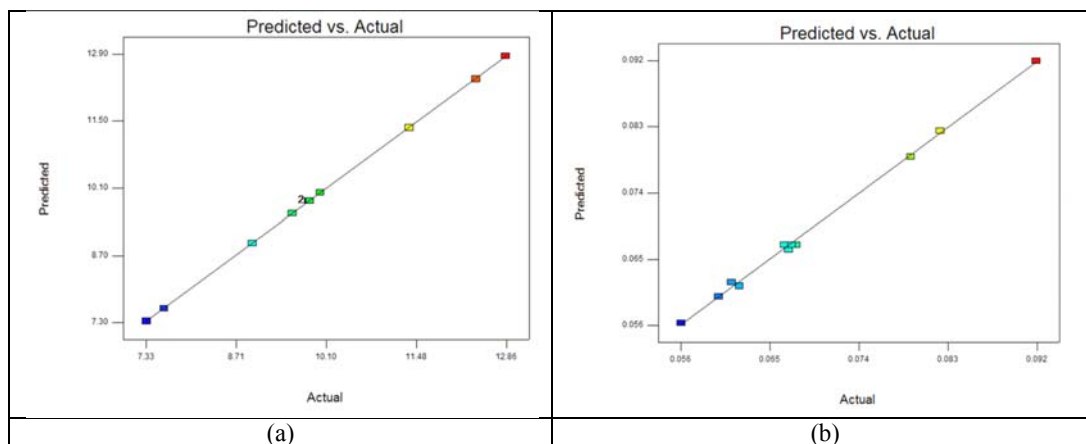 Predicted vs. Actual
12.90
11.50
10.10
8.70
7.30
Predicted
2
7.33
8.71
10.10
11.48
12.86
Actual
(a)
Predicted vs. Actual
0.092
0.083
0.074
0.065
0.056
Predicted
0.056
0.065
0.074
0.083
0.092
Actual
(b)